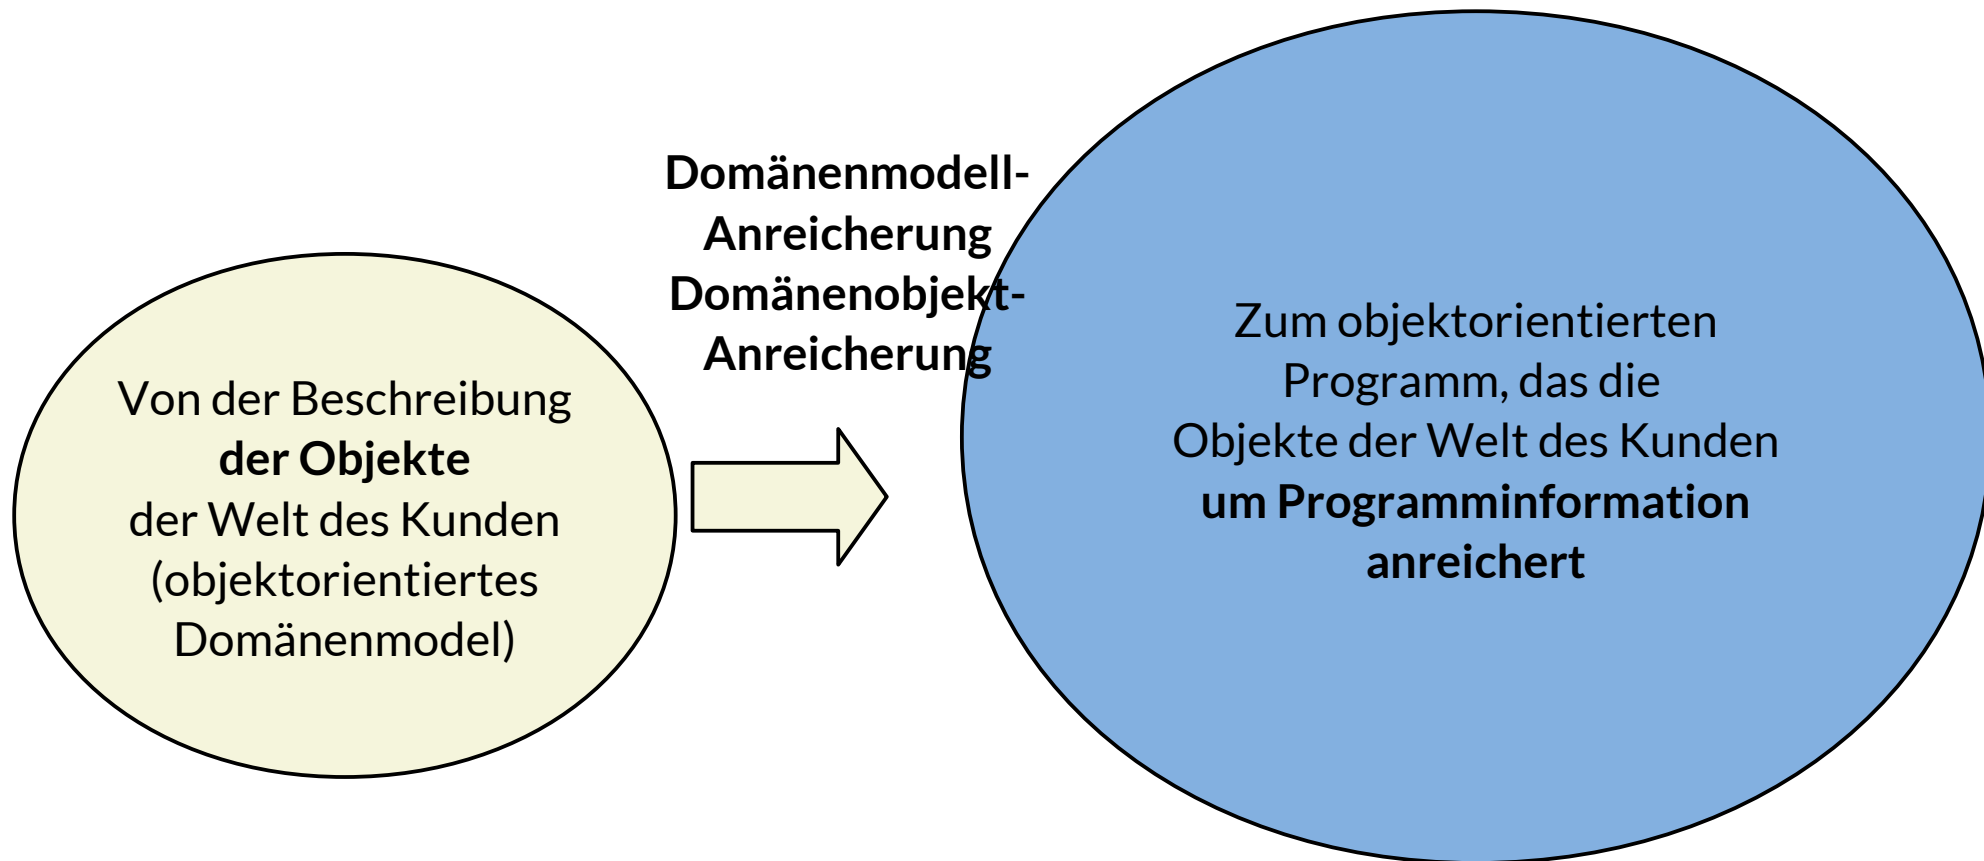 Domänenmodell-
Anreicherung
Domänenobjekt-
Anreicherung
Von der Beschreibung
der Objekte
der Welt des Kunden
(objektorientiertes
Domänenmodel)
Zum objektorientierten
Programm, das die
Objekte der Welt des Kunden
um Programminformation
anreichert